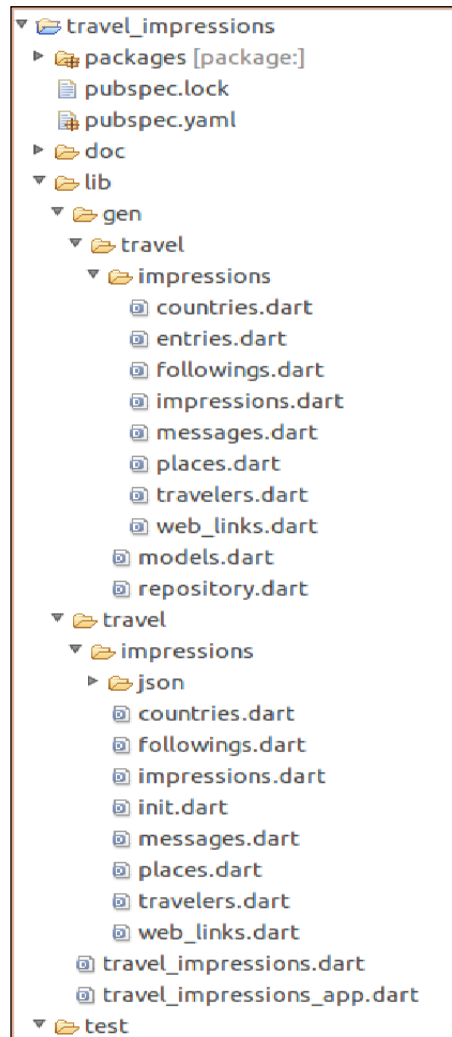 travel_impressions
packages [package:]
pubspec.lock
pubspec.yaml
doc
lib
gen
travel
impressions
countries.dart
entries.dart
followings.dart
impressions.dart
messages.dart
places.dart
travelers.dart
web_links.dart
models.dart
repository.dart
travel
impressions
json
countries.dart
followings.dart
impressions.dart
init.dart
messages.dart
places.dart
travelers.dart
web_links.dart
travel_impressions.dart
travel_impressions_app.dart
test